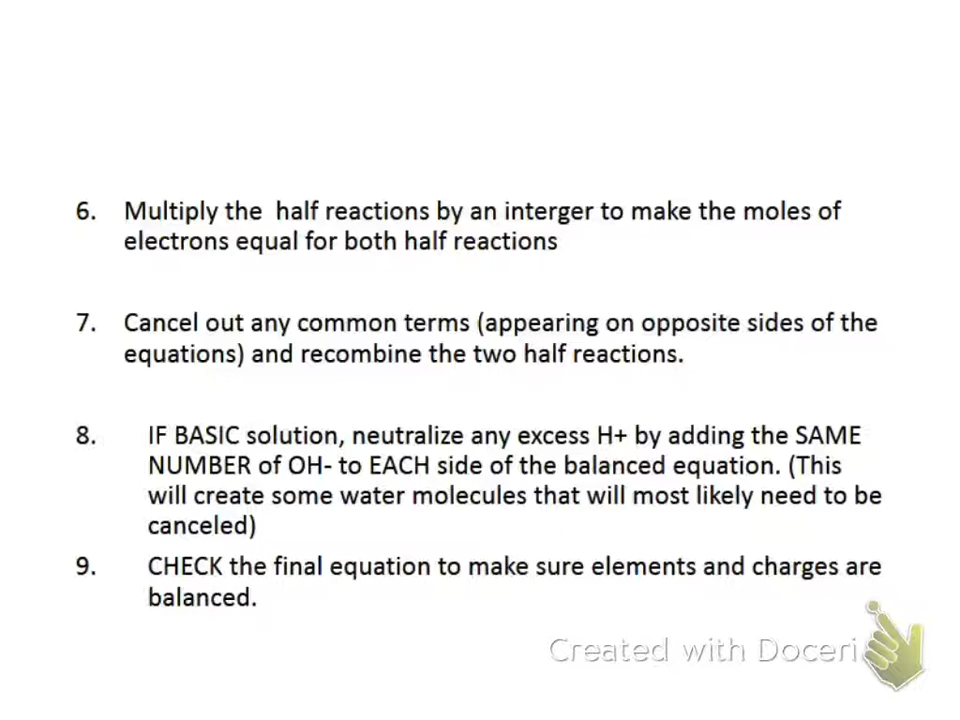 6. Multiply the half reactions by an interger to make the moles of
electrons equal for both half reactions
7. Cancel out any common terms (appearing on opposite sides of the
equations) and recombine the two half reactions.
8. IF BASIC solution, neutralize any excess H+ by adding the SAME
NUMBER of OH- to EACH side of the balanced equation. (This
will create some water molecules that will most likely need to be
canceled)
9. CHECK the final equation to make sure elements and charges are
balanced.
Created with Doceri